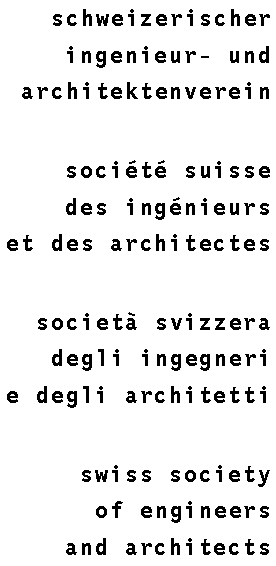 schweizerischer
ingenieur- und
architektenverein
société suisse
des ingénieurs
et des architectes
società svizzera
degli ingegneri
e degli architetti
swiss society
of engineers
and architects